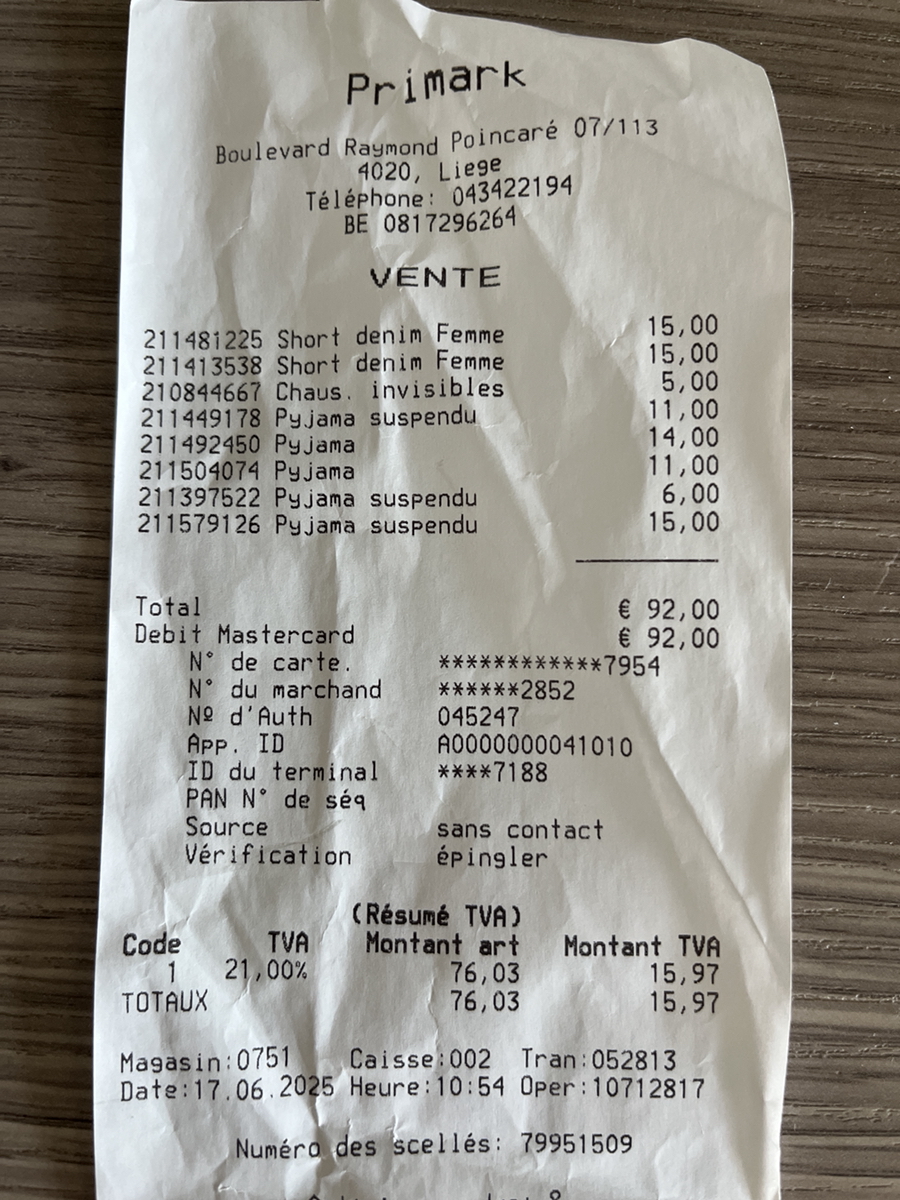 Primark
Boulevard Raymond Poincaré 07/113
4020, Liege
Téléphone: 043422194
BE 0817296264
VENTE
211481225 Short denim Femme 15,00
211413538 Short denim Femme 15,00
210844667 Chaus. invisibles 5,00
211449178 Pyjama suspendu 11,00
211492450 Pyjama 14,00
211504074 Pyjama 11,00
211397522 Pyjama suspendu 6,00
211579126 Pyjama suspendu 15,00
Total € 92,00
Debit Mastercard € 92,00
N° de carte. ************7954
N° du marchand ******2852
Nº d'Auth 045247
App. ID A0000000041010
ID du terminal ****7188
PAN N° de séq
Source sans contact
Vérification épingler
(Résumé TVA)
Code TVA Montant art Montant TVA
1 21,00% 76,03 15,97
TOTAUX 76,03 15,97
Magasin:0751 Caisse:002 Tran:052813
Date:17.06.2025 Heure:10:54 Oper:10712817
Numéro des scellés: 79951509